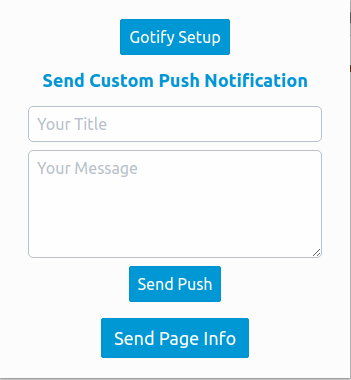 Gotify Setup
Send Custom Push Notification
Your Title
Your Message
Send Push
Send Page Info